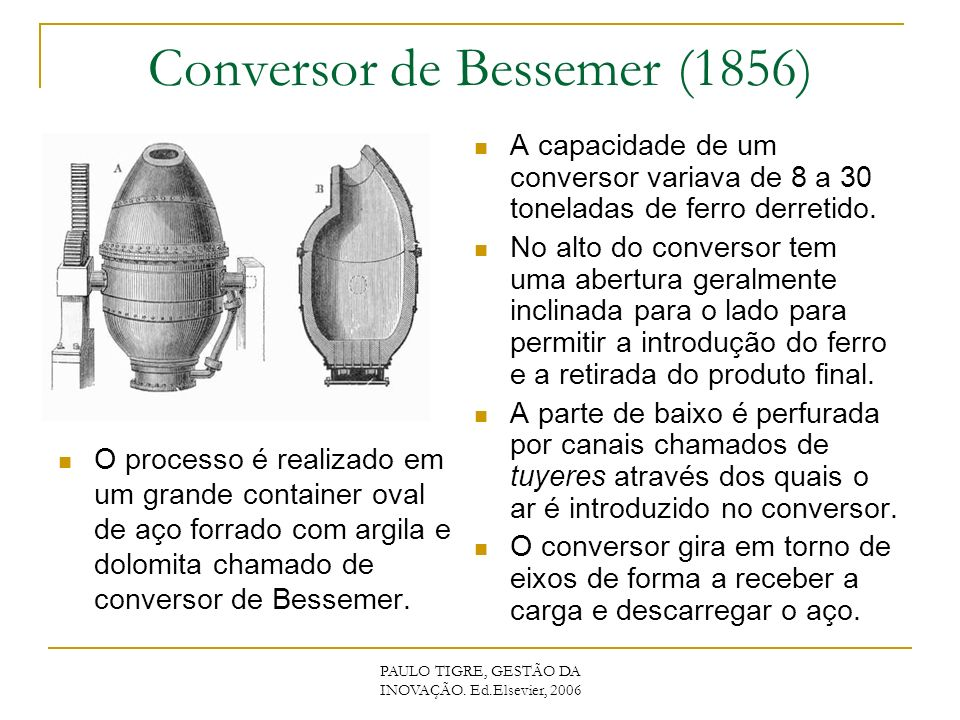 Conversor de Bessemer (1856)
A
B
O processo é realizado em
um grande container oval
de aço forrado com argila e
dolomita chamado de
conversor de Bessemer.
A capacidade de um
conversor variava de 8 a 30
toneladas de ferro derretido.
No alto do conversor tem
uma abertura geralmente
inclinada para o lado para
permitir a introdução do ferro
e a retirada do produto final.
A parte de baixo é perfurada
por canais chamados de
tuyeres através dos quais o
ar é introduzido no conversor.
O conversor gira em torno de
eixos de forma a receber a
carga e descarregar o aço.
PAULO TIGRE, GESTÃO DA
INOVAÇÃO. Ed.Elsevier, 2006